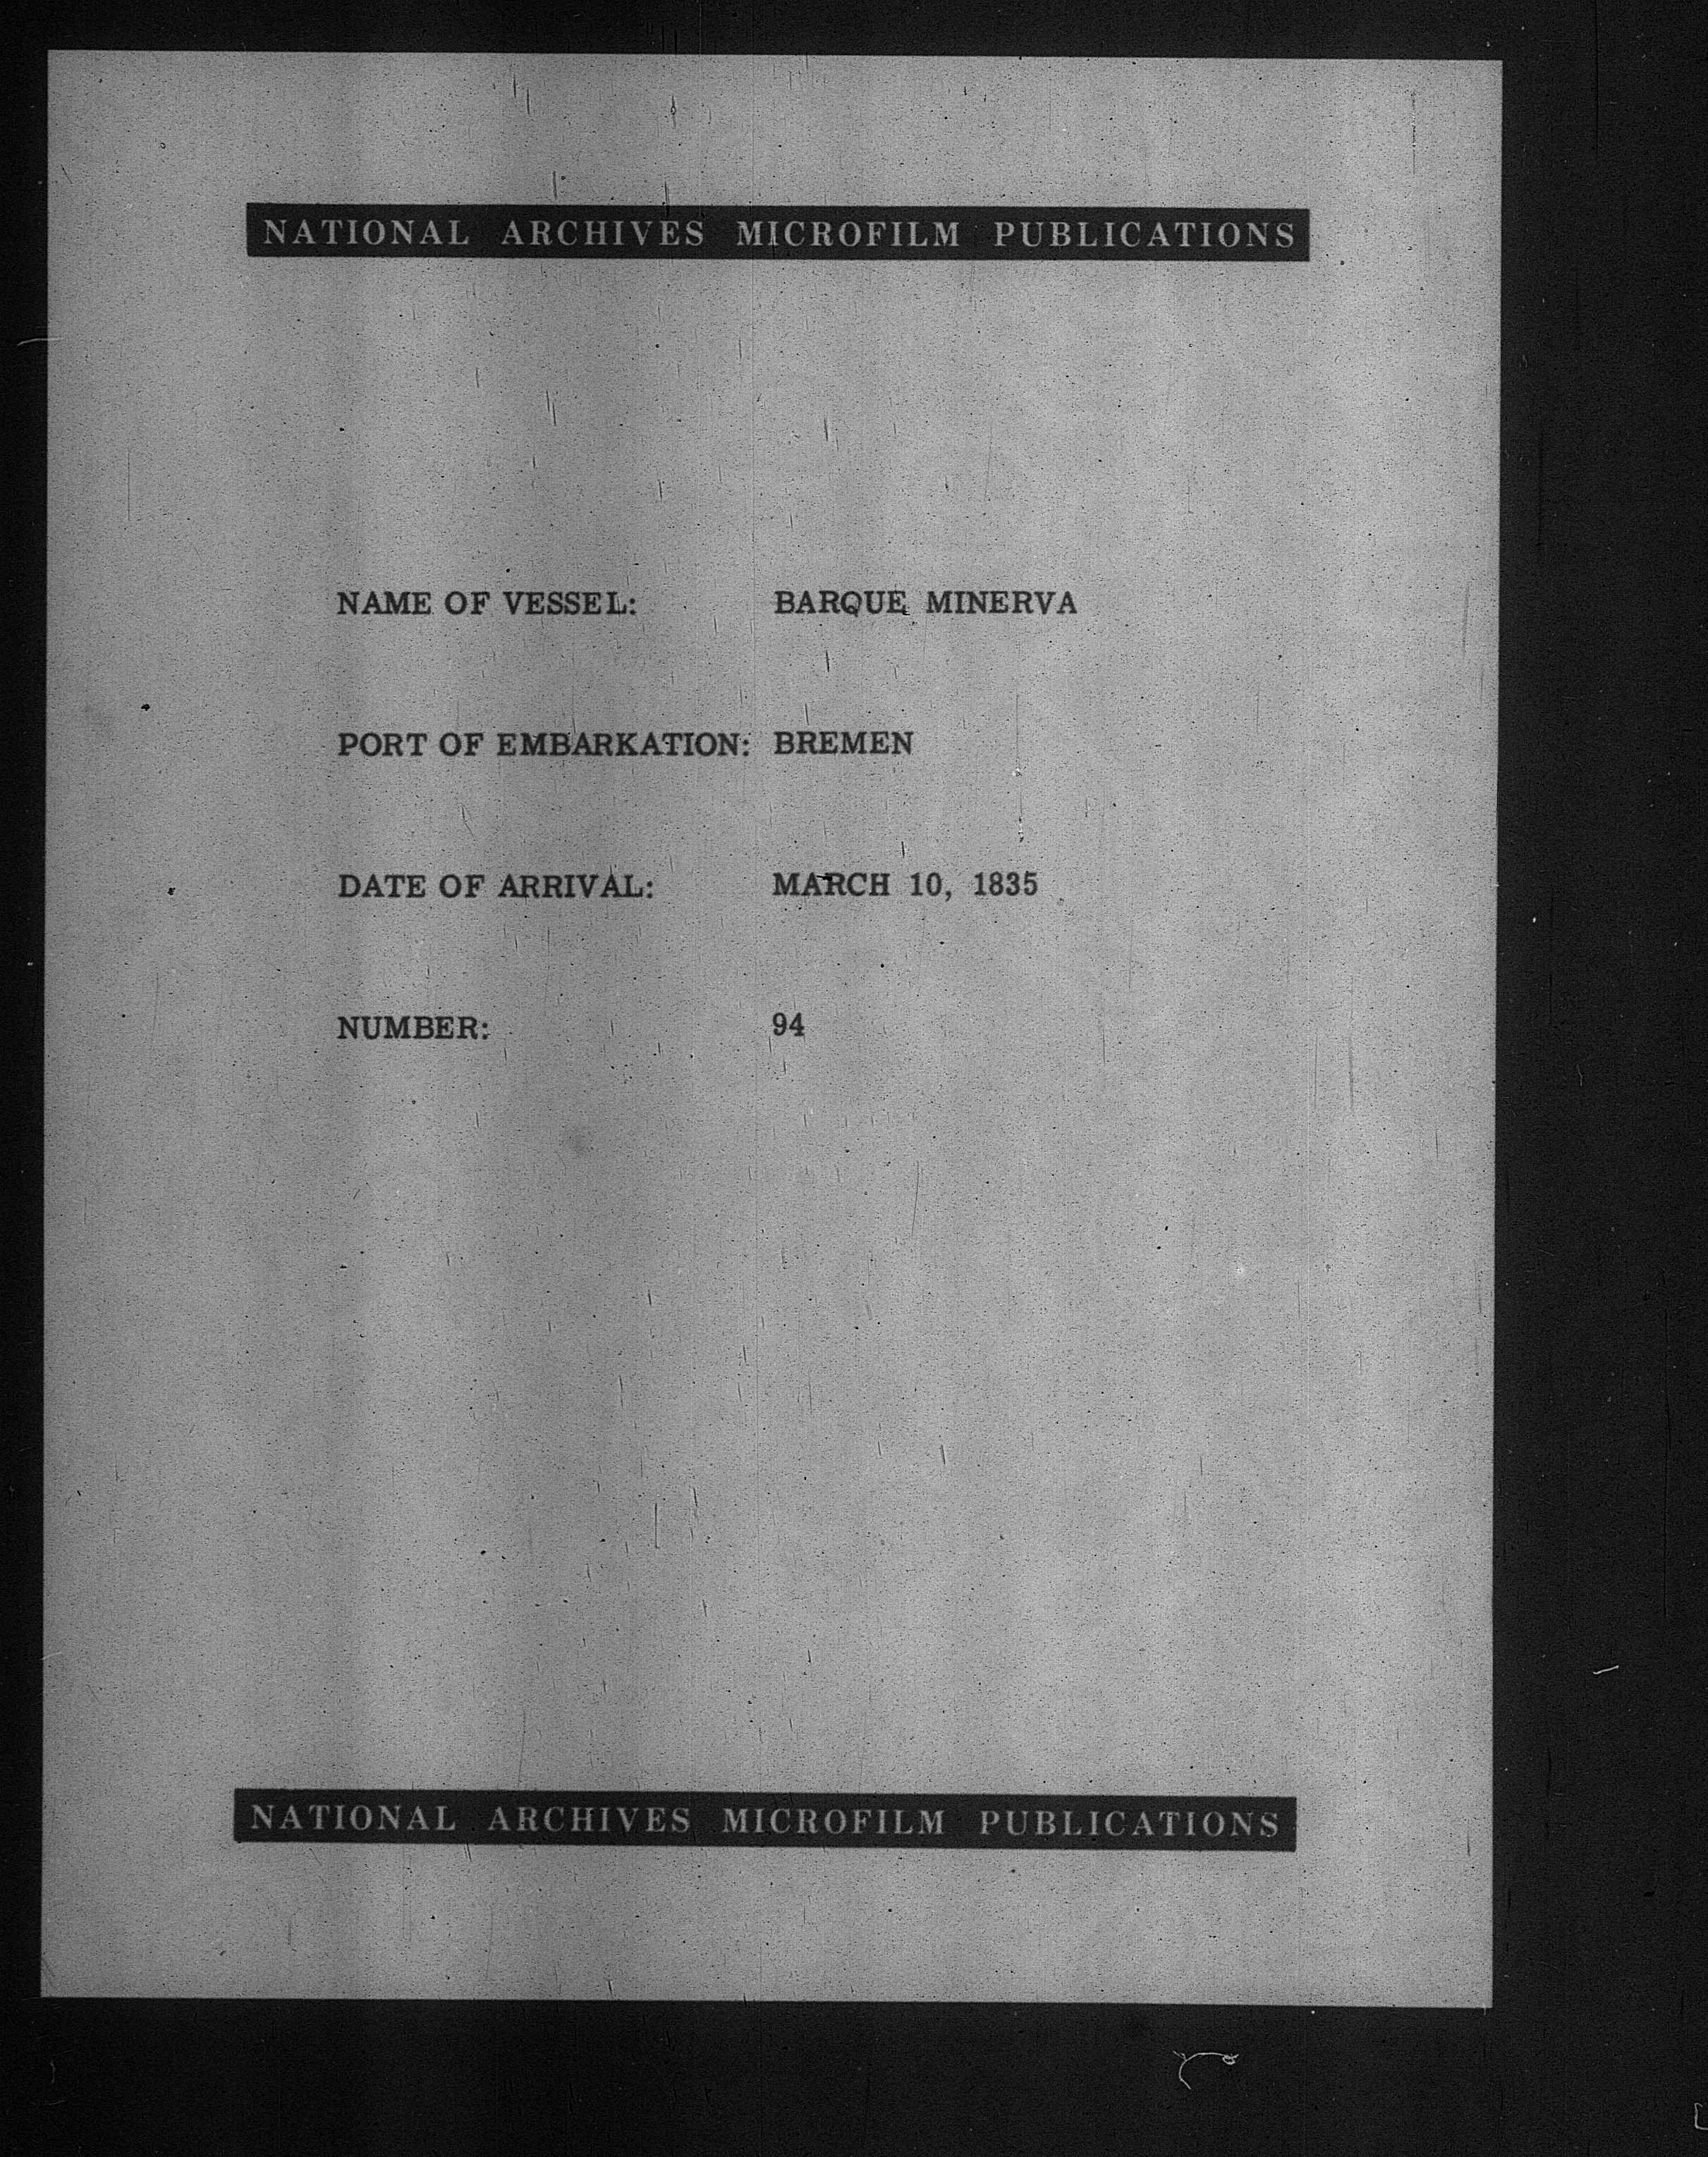 NATIONAL ARCHIVES MICROFILM PUBLICATIONS
NAME OF VESSEL: BARQUE MINERVA
PORT OF EMBARKATION: BREMEN
DATE OF ARRIVAL: MARCH 10, 1835
NUMBER: 94
NATIONAL ARCHIVES MICROFILM PUBLICATIONS